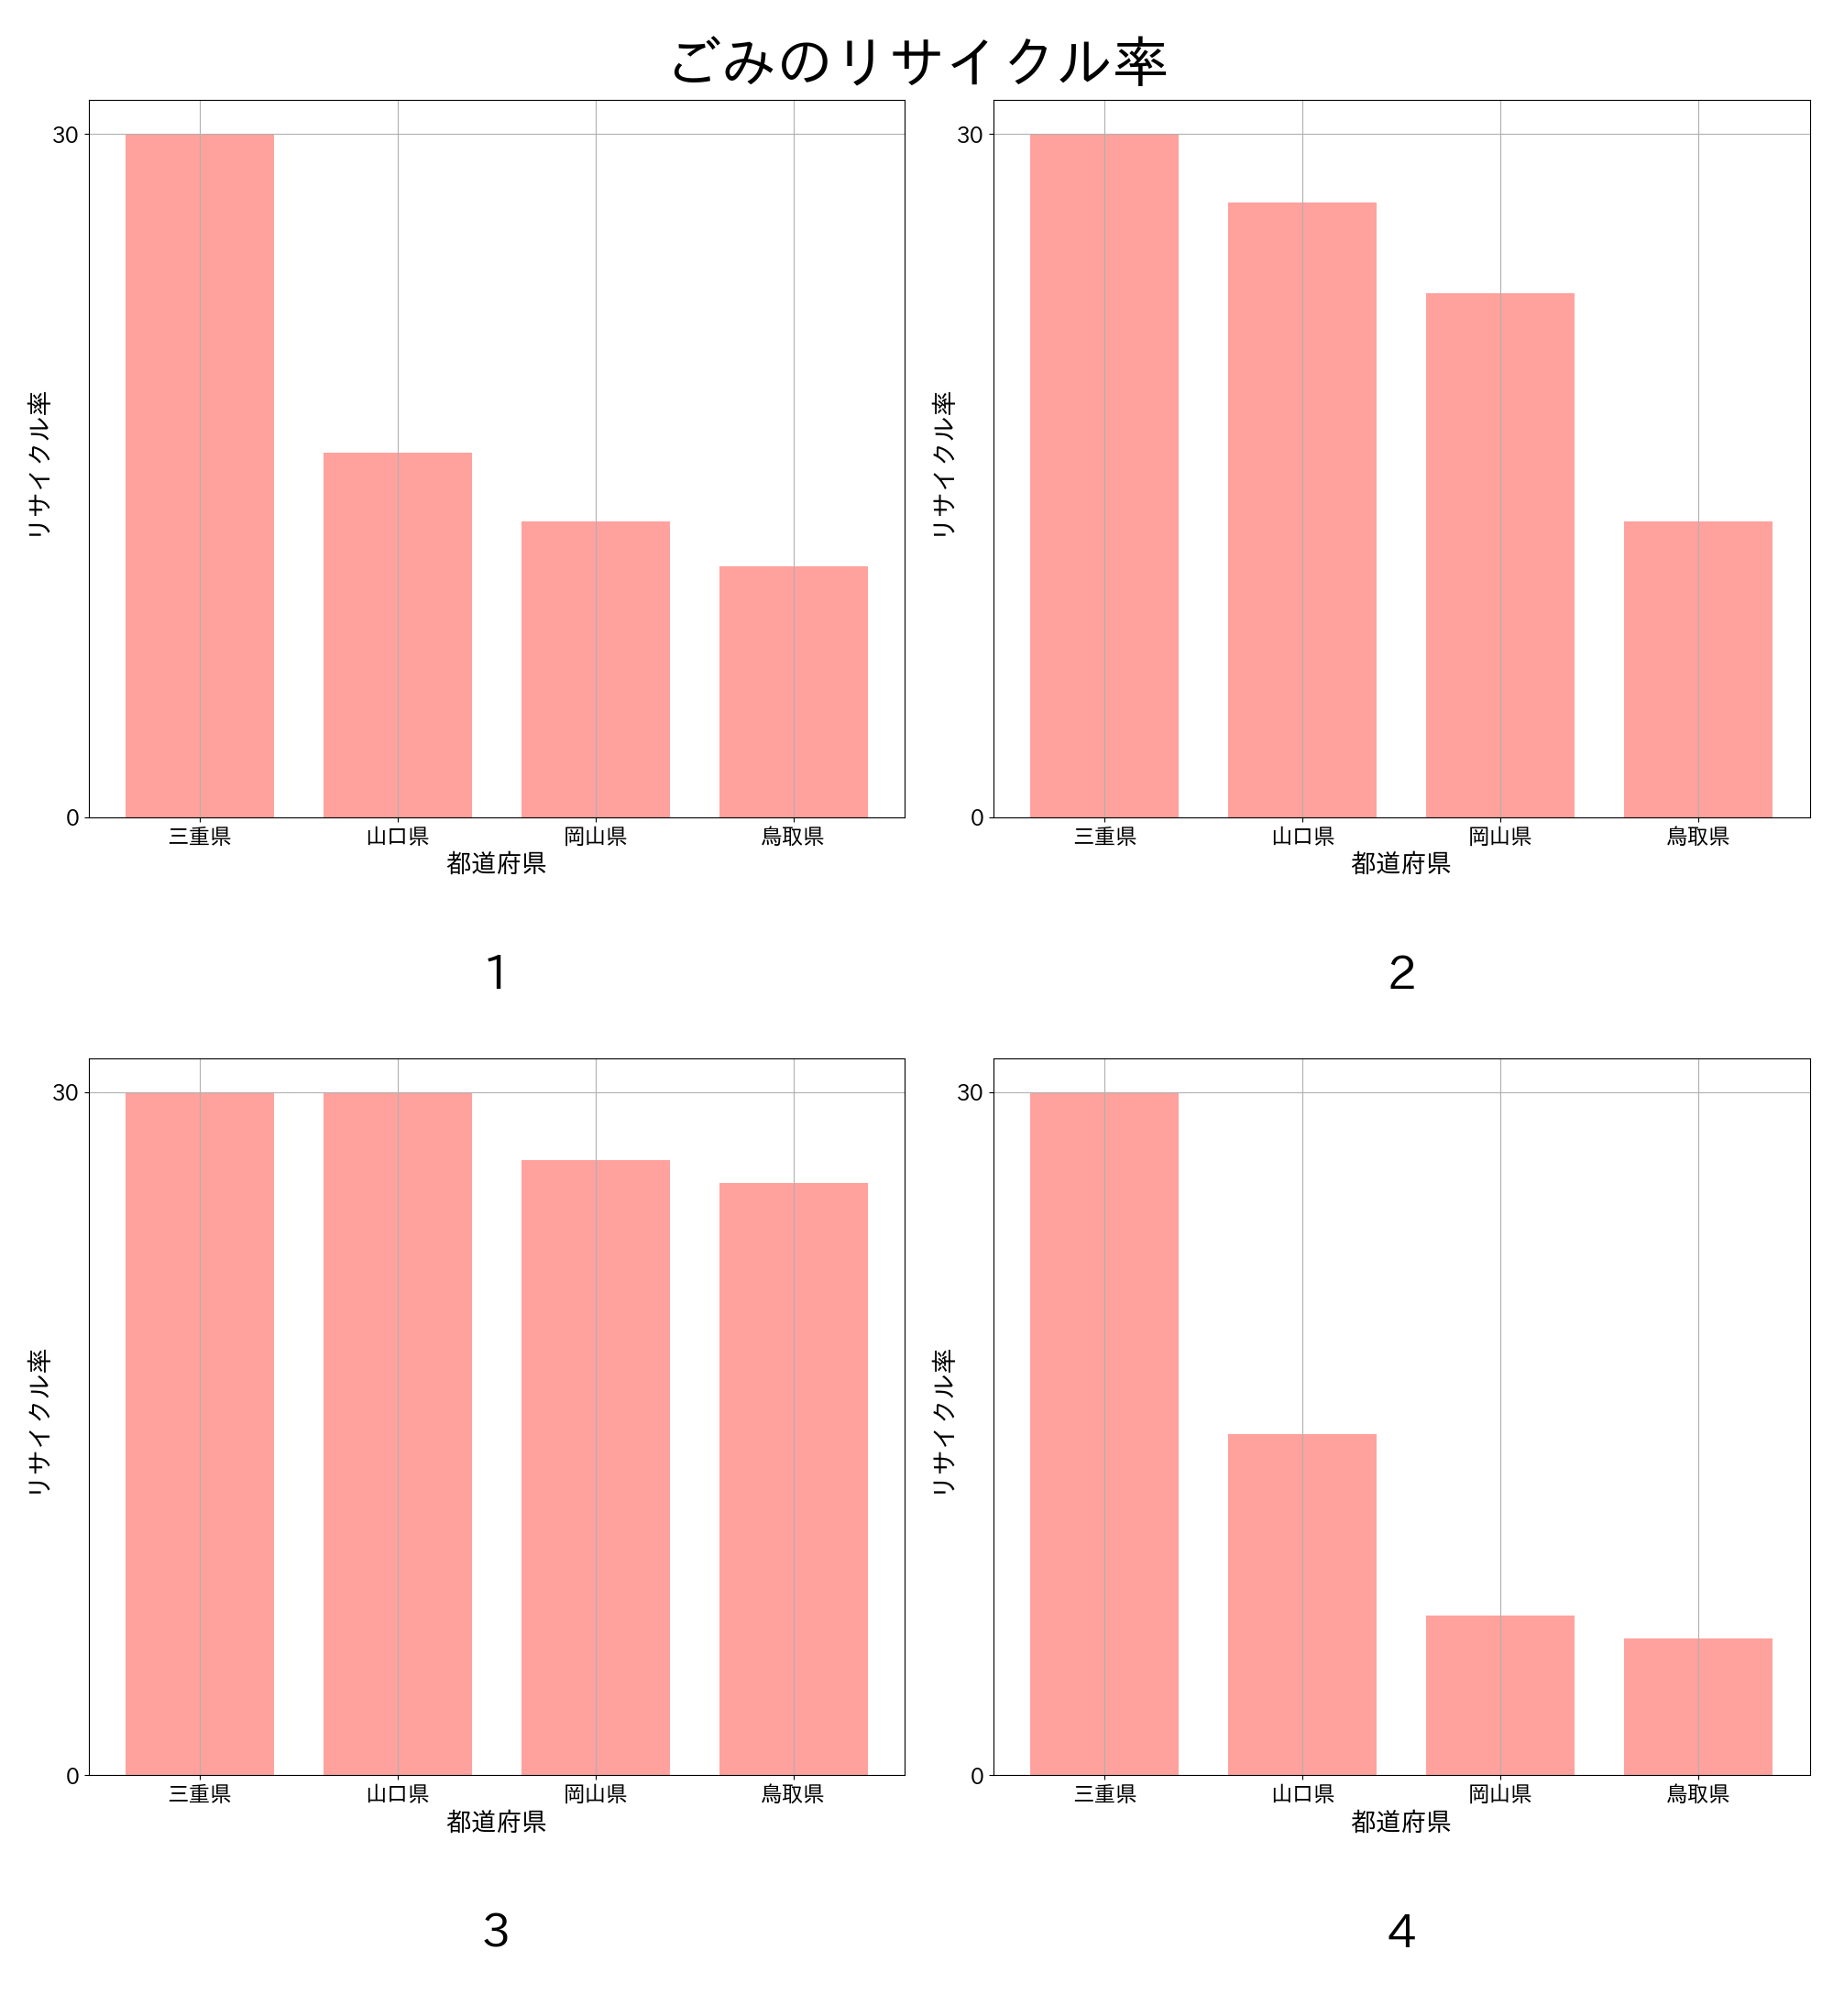 ごみのリサイクル率
30
0
リサイクル率
三重県 山口県 岡山県 鳥取県
都道府県
1
30
0
リサイクル率
三重県 山口県 岡山県 鳥取県
都道府県
2
30
0
リサイクル率
三重県 山口県 岡山県 鳥取県
都道府県
3
30
0
リサイクル率
三重県 山口県 岡山県 鳥取県
都道府県
4